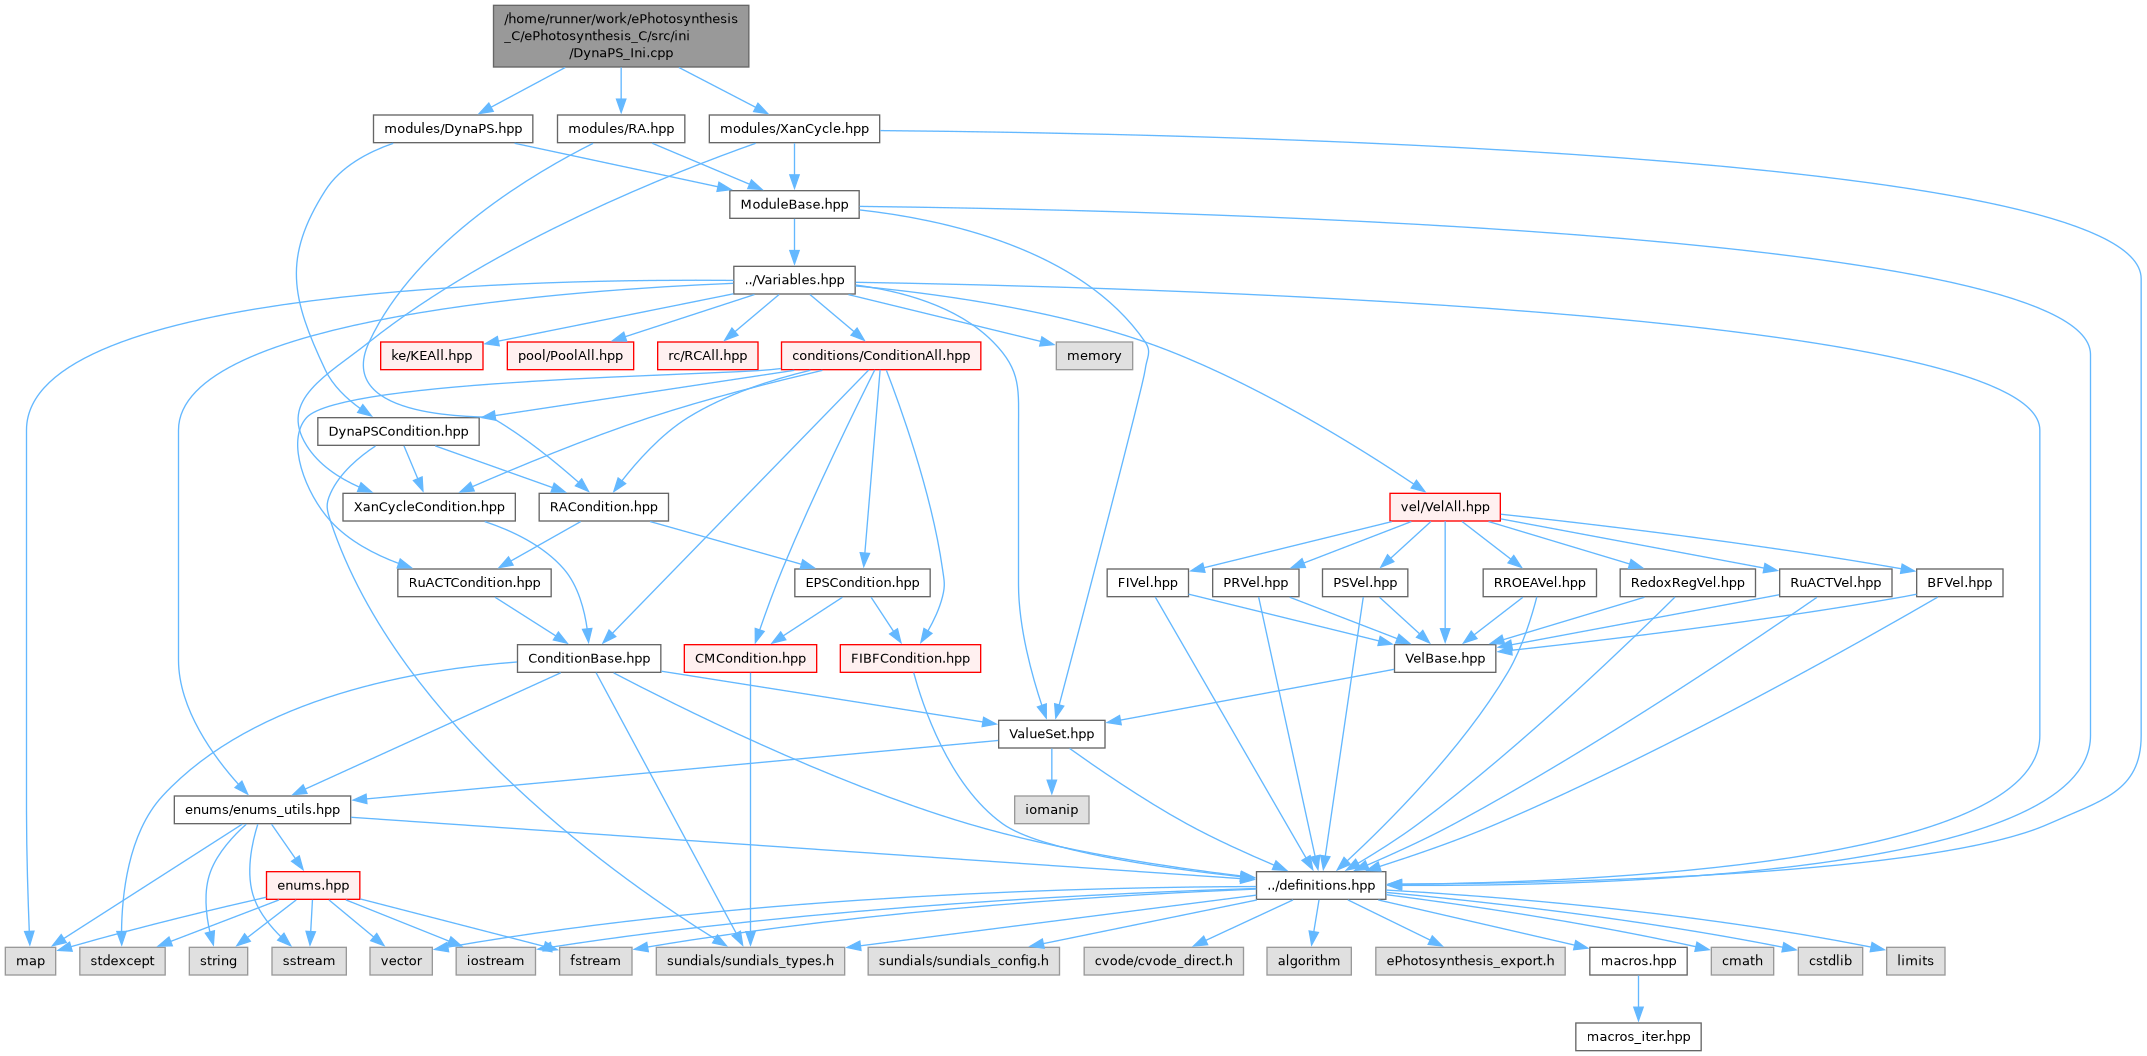 /home/runner/work/ePhotosynthesis
_C/ePhotosynthesis_C/src/ini
/DynaPS_Ini.cpp
modules/DynaPS.hpp
modules/RA.hpp
modules/XanCycle.hpp
ModuleBase.hpp
../Variables.hpp
ke/KEAll.hpp
pool/PoolAll.hpp
rc/RCAll.hpp
conditions/ConditionAll.hpp
memory
DynaPSCondition.hpp
XanCycleCondition.hpp
RACondition.hpp
vel/VelAll.hpp
RuACTCondition.hpp
EPSCondition.hpp
FIVel.hpp
PRVel.hpp
PSVel.hpp
RROEAVel.hpp
RedoxRegVel.hpp
RuACTVel.hpp
BFVel.hpp
ConditionBase.hpp
CMCondition.hpp
FIBFCondition.hpp
VelBase.hpp
ValueSet.hpp
enums/enums_utils.hpp
iomanip
enums.hpp
../definitions.hpp
map
stdexcept
string
sstream
vector
iostream
fstream
sundials/sundials_types.h
sundials/sundials_config.h
cvode/cvode_direct.h
algorithm
ePhotosynthesis_export.h
macros.hpp
cmath
cstdlib
limits
macros_iter.hpp